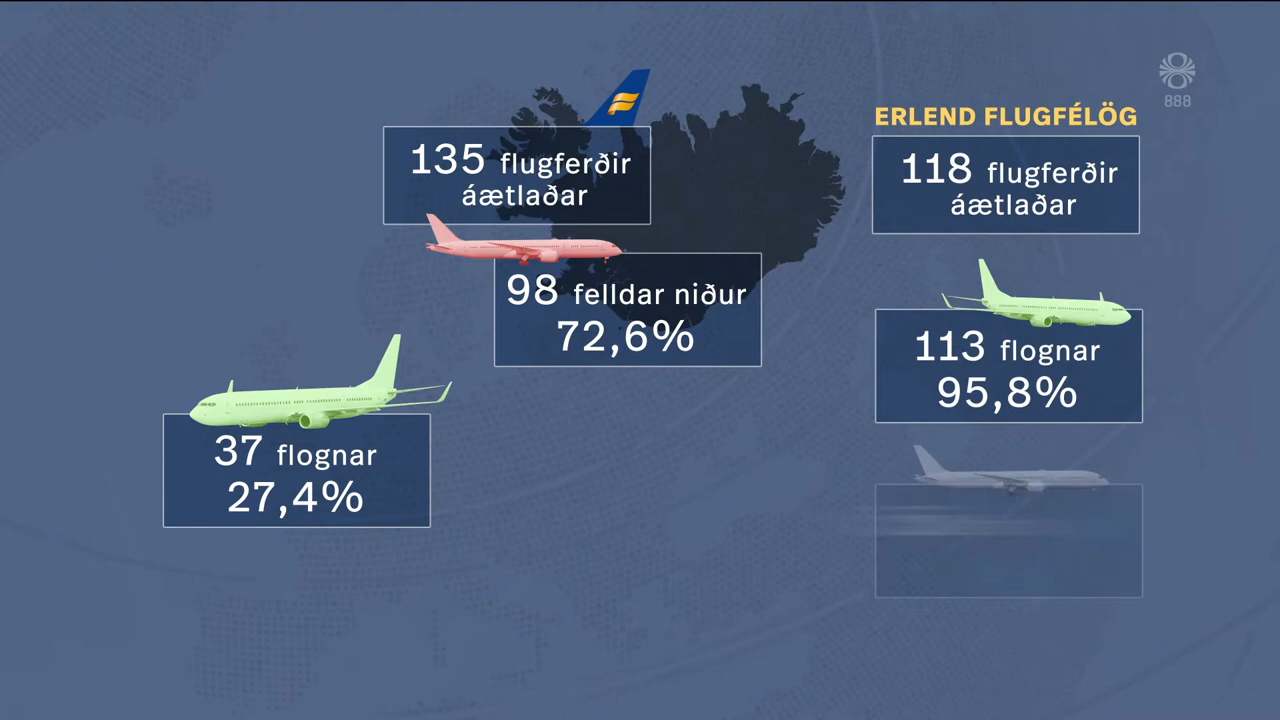 135 flugferðir
áætlaðar
98 felldar niður
72,6%
37 flognar
27,4%
ERLEND FLUGFÉLÖG
118 flugferðir
áætlaðar
113 flognar
95,8%
888